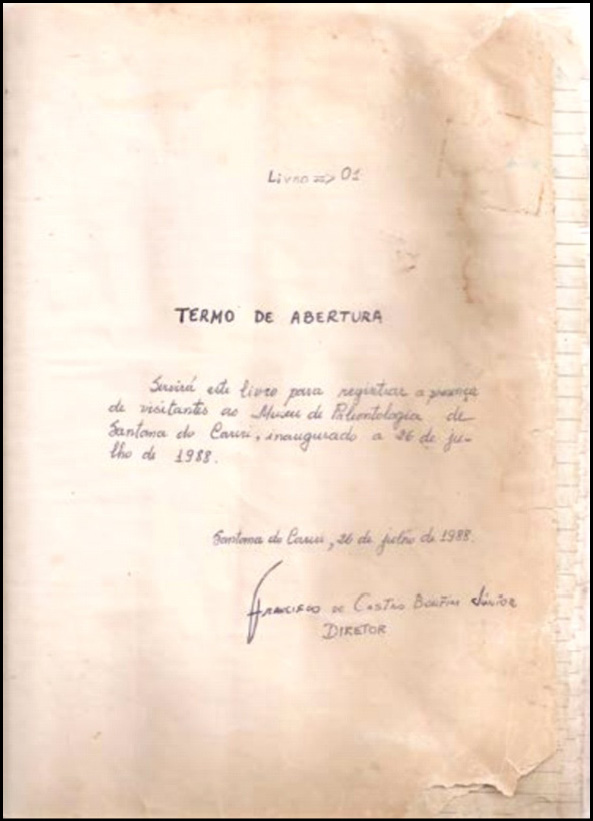 Livro => 01
TERMO DE ABERTURA
Servirá este livro para registrar a presença
de visitantes ao Museu de Paleontologia de
Santana do Cariri, inaugurado a 26 de ju-
lho de 1988.
Santana do Cariri, 26 de julho de 1988.
Francisco de Castro Bonfim Júnior
DIRETOR